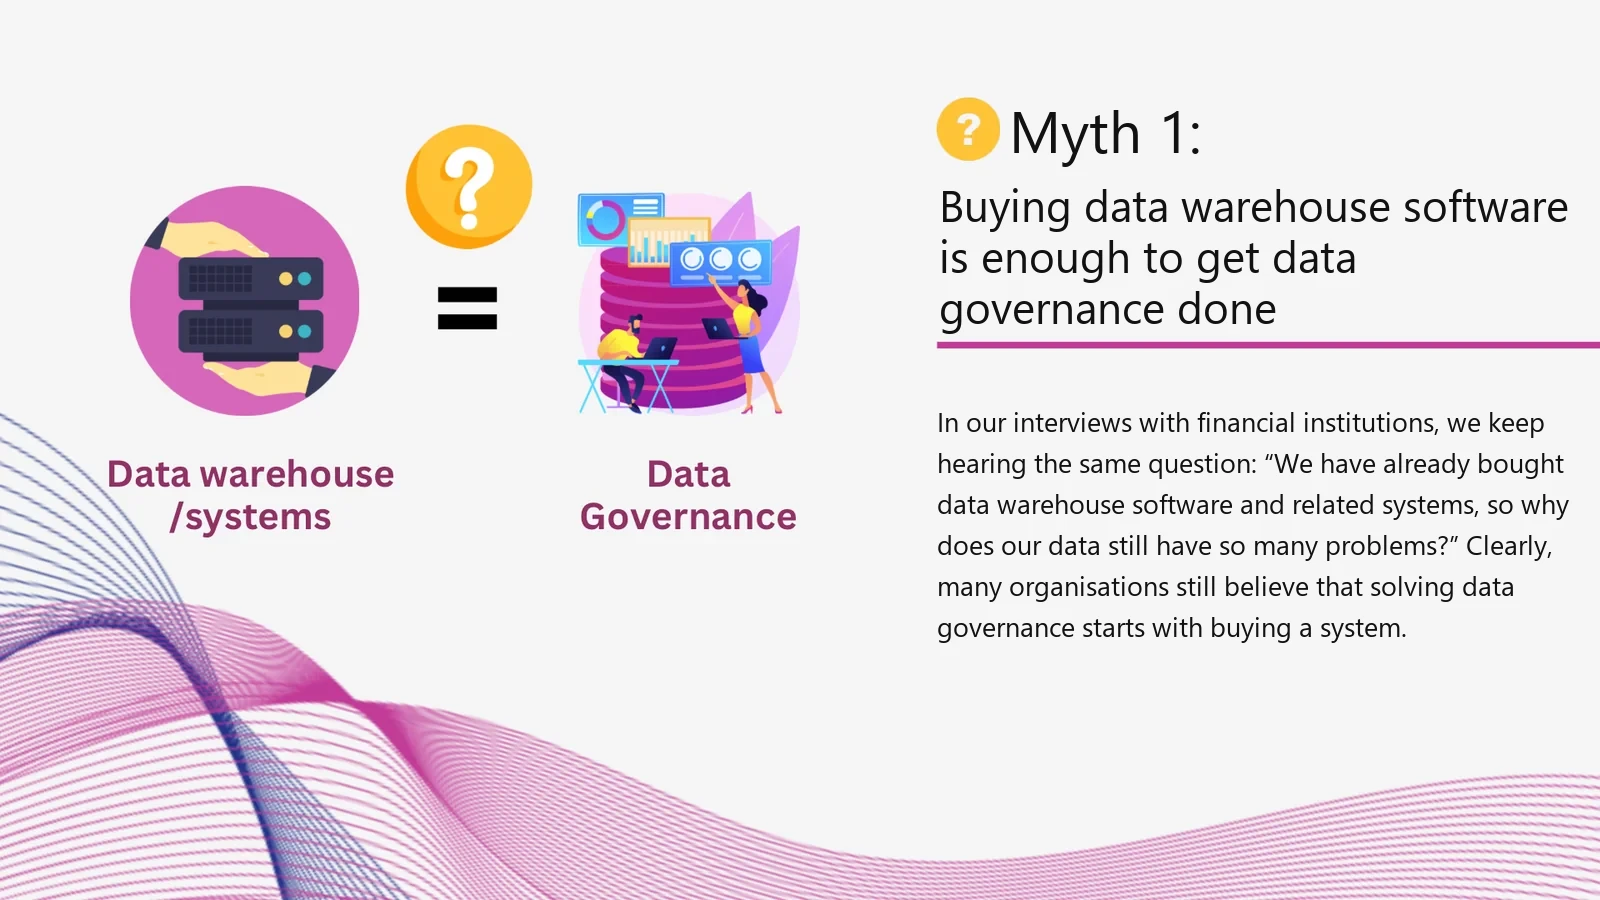 Data warehouse
/systems
?
=
Data
Governance
? Myth 1:
Buying data warehouse software
is enough to get data
governance done
In our interviews with financial institutions, we keep
hearing the same question: “We have already bought
data warehouse software and related systems, so why
does our data still have so many problems?” Clearly,
many organisations still believe that solving data
governance starts with buying a system.